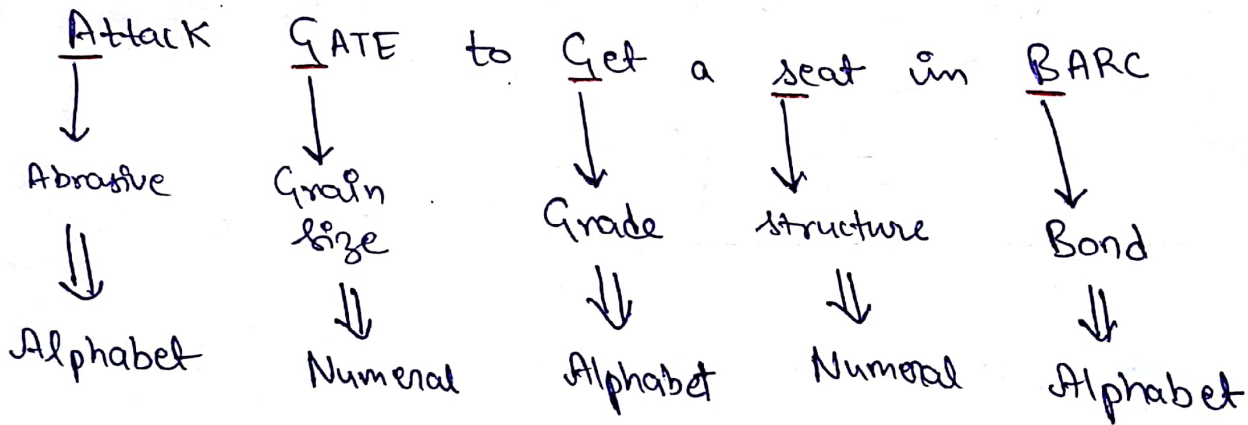 Attack GATE to Get a seat in BARC
Abrasive Grain size Grade structure Bond
Alphabet Numeral Alphabet Numeral Alphabet